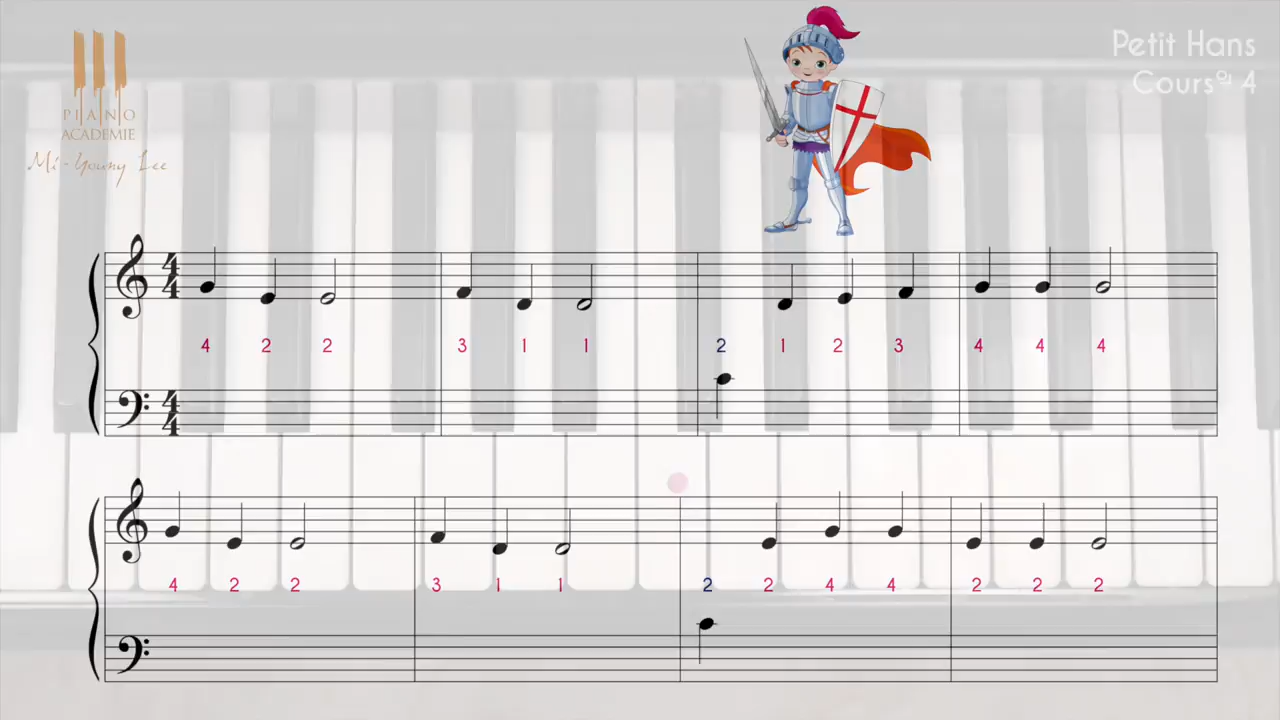 PIANO
ACADEMIE
Mi-Young Lee
Petit Hans
Cours 4
4 2 2 3 1 1 2 1 2 3 4 4 4
4 2 2 3 1 1 2 2 4 4 2 2 2